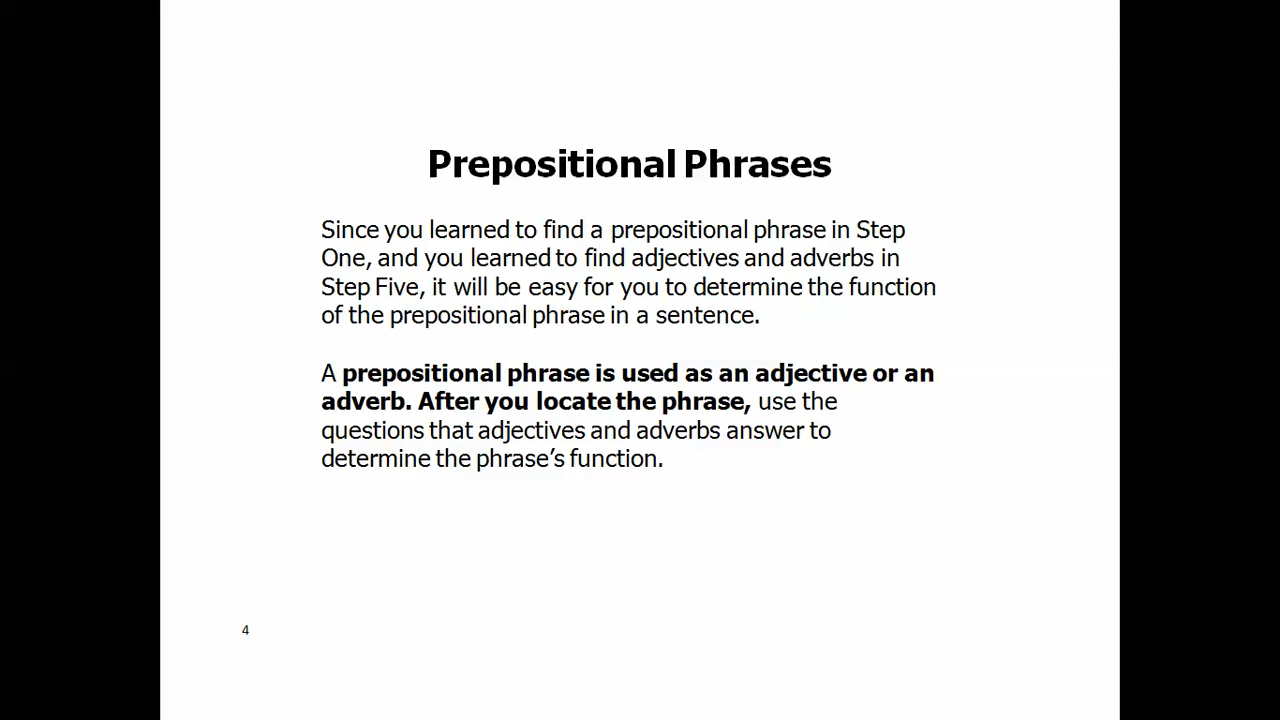 Prepositional Phrases
Since you learned to find a prepositional phrase in Step
One, and you learned to find adjectives and adverbs in
Step Five, it will be easy for you to determine the function
of the prepositional phrase in a sentence.
A prepositional phrase is used as an adjective or an
adverb. After you locate the phrase, use the
questions that adjectives and adverbs answer to
determine the phrase’s function.
4